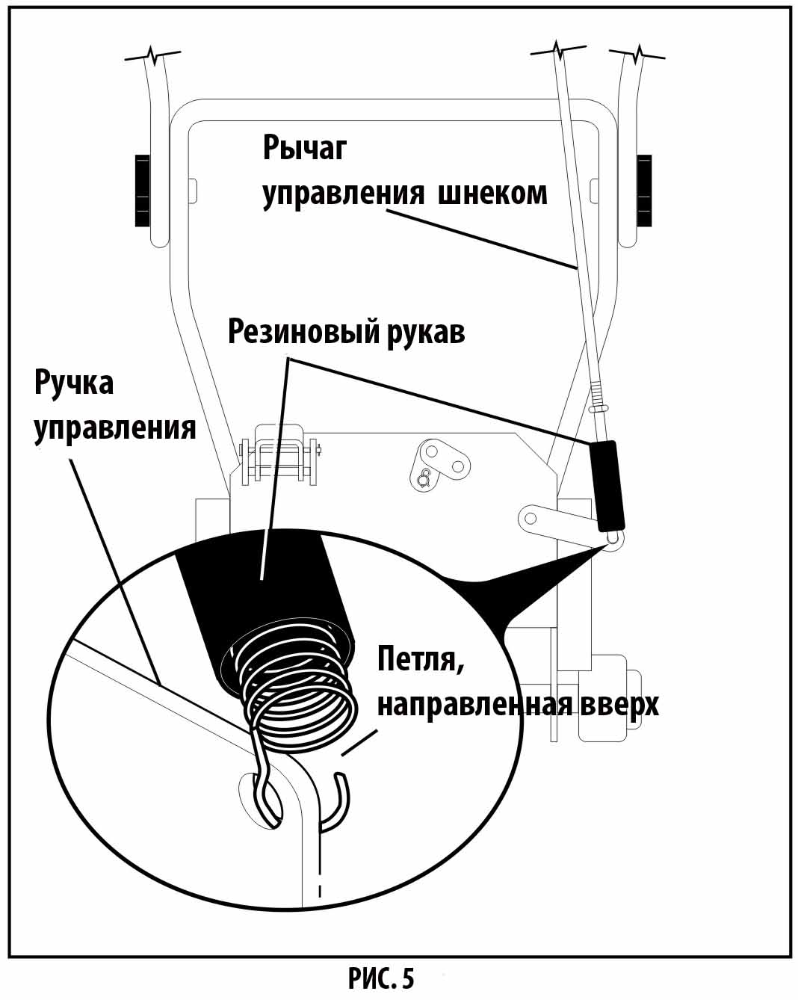 Рычаг
управления шнеком
Резиновый рукав
Ручка
управления
Петля,
направленная вверх
РИС. 5